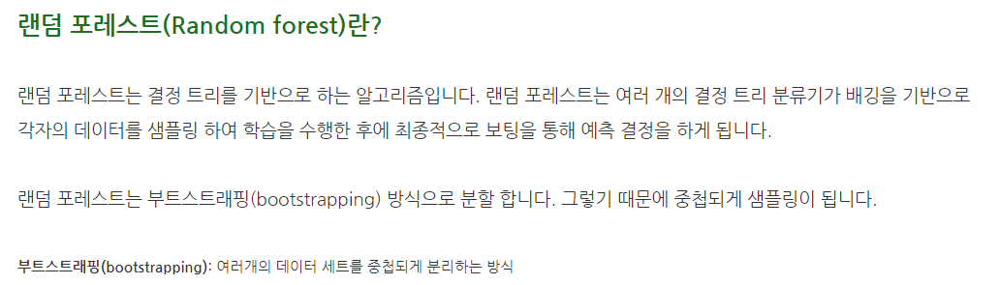 랜덤 포레스트(Random forest)란?
랜덤 포레스트는 결정 트리를 기반으로 하는 알고리즘입니다. 랜덤 포레스트는 여러 개의 결정 트리 분류기가 배깅을 기반으로
각자의 데이터를 샘플링 하여 학습을 수행한 후에 최종적으로 보팅을 통해 예측 결정을 하게 됩니다.
랜덤 포레스트는 부트스트래핑(bootstrapping) 방식으로 분할 합니다. 그렇기 때문에 중첩되게 샘플링이 됩니다.
부트스트래핑(bootstrapping): 여러개의 데이터 세트를 중첩되게 분리하는 방식